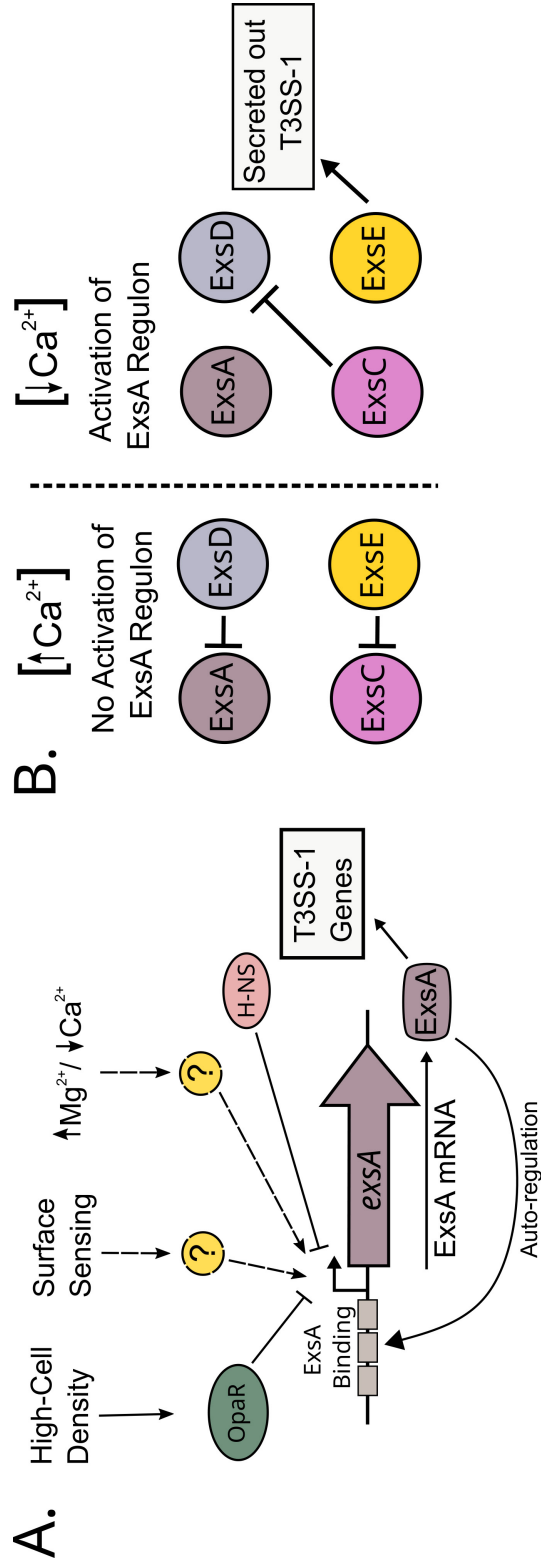 A.
High-Cell
Density
Surface
Sensing
↑Mg²⁺/ ↓Ca²⁺
OpaR
?
?
H-NS
ExsA
Binding
exsA
ExsA mRNA
ExsA
T3SS-1
Genes
Auto-regulation
B.
[↑Ca²⁺]
No Activation of
ExsA Regulon
ExsA
ExsD
ExsC
ExsE
[↓Ca²⁺]
Activation of
ExsA Regulon
ExsA
ExsD
ExsC
ExsE
Secreted out
T3SS-1